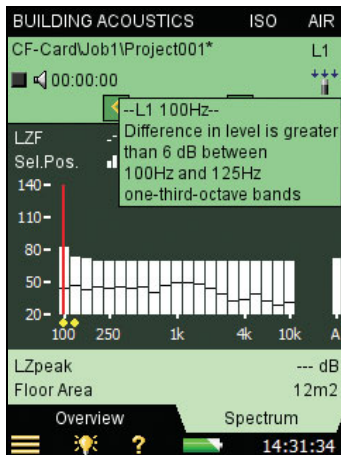 BUILDING ACOUSTICS ISO AIR
CF-Card\Job1\Project001* L1
00:00:00
--L1 100Hz--
Difference in level is greater
than 6 dB between
100Hz and 125Hz
one-third-octave bands
LZF
Sel.Pos.
140
110
80
50
20
100 250 1k 4k 10k A
LZpeak --- dB
Floor Area 12m2
Overview Spectrum
? 14:31:34